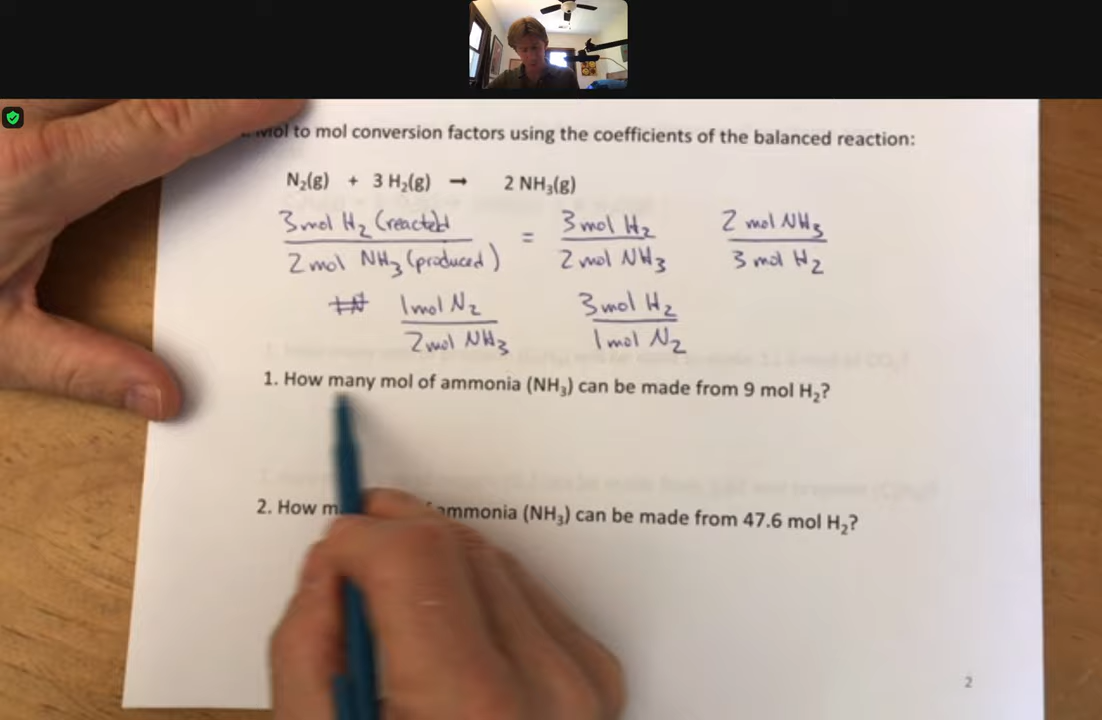 to mol conversion factors using the coefficients of the balanced reaction:
N₂(g) + 3 H₂(g) → 2 NH₃(g)
3 mol H₂ (reacted) / 2 mol NH₃ (produced) = 3 mol H₂ / 2 mol NH₃ 2 mol NH₃ / 3 mol H₂
1 mol N₂ / 2 mol NH₃ 3 mol H₂ / 1 mol N₂
1. How many mol of ammonia (NH₃) can be made from 9 mol H₂?
2. How ammonia (NH₃) can be made from 47.6 mol H₂?
2